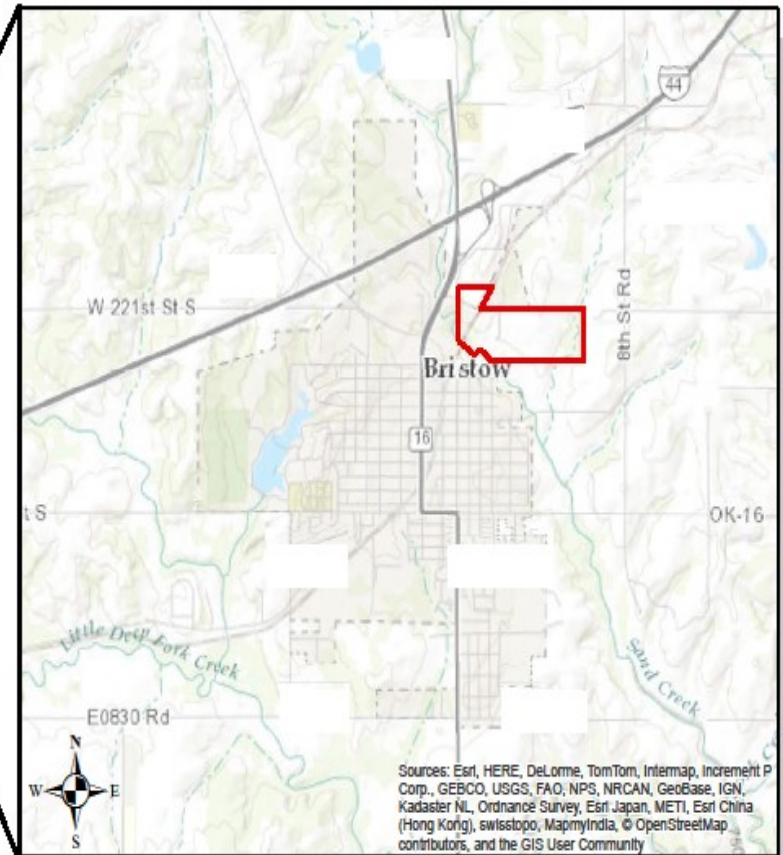 44
W 221st St S
8th St Rd
Bristow
16
t S
OK-16
Little Deep Fork Creek
Sand Creek
E0830 Rd
N
W E
S
Sources: Esri, HERE, DeLorme, TomTom, Intermap, Increment P
Corp., GEBCO, USGS, FAO, NPS, NRCAN, GeoBase, IGN,
Kadaster NL, Ordnance Survey, Esri Japan, METI, Esri China
(Hong Kong), swisstopo, MapmyIndia, © OpenStreetMap
contributors, and the GIS User Community